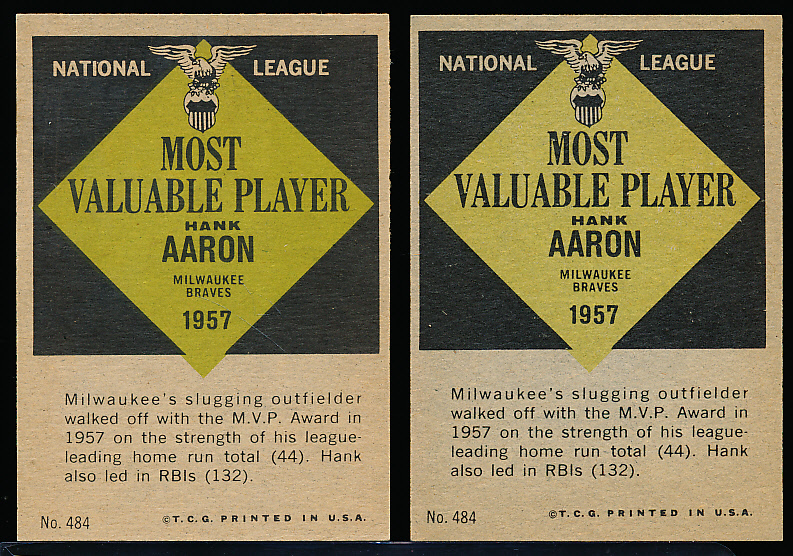 NATIONAL LEAGUE
MOST
VALUABLE PLAYER
HANK
AARON
MILWAUKEE
BRAVES
1957
Milwaukee's slugging outfielder
walked off with the M.V.P. Award in
1957 on the strength of his league-
leading home run total (44). Hank
also led in RBIs (132).
No. 484 ©T.C.G. PRINTED IN U.S.A.
NATIONAL LEAGUE
MOST
VALUABLE PLAYER
HANK
AARON
MILWAUKEE
BRAVES
1957
Milwaukee's slugging outfielder
walked off with the M.V.P. Award in
1957 on the strength of his league-
leading home run total (44). Hank
also led in RBIs (132).
No. 484 ©T.C.G. PRINTED IN U.S.A.